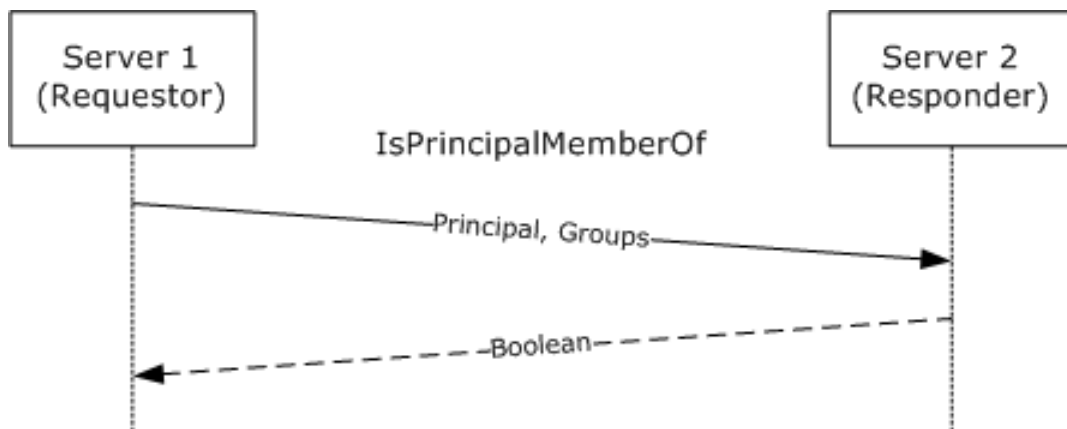 Server 1
(Requestor)
Server 2
(Responder)
IsPrincipalMemberOf
Principal, Groups
Boolean